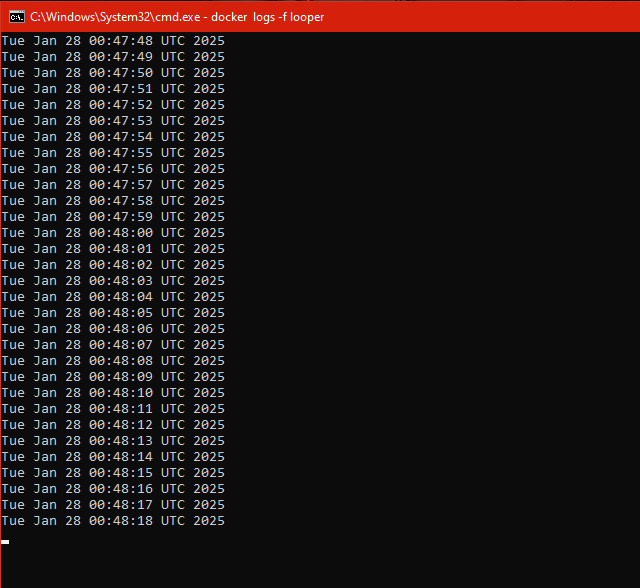 C:\Windows\System32\cmd.exe - docker  logs -f looper
Tue Jan 28 00:47:48 UTC 2025
Tue Jan 28 00:47:49 UTC 2025
Tue Jan 28 00:47:50 UTC 2025
Tue Jan 28 00:47:51 UTC 2025
Tue Jan 28 00:47:52 UTC 2025
Tue Jan 28 00:47:53 UTC 2025
Tue Jan 28 00:47:54 UTC 2025
Tue Jan 28 00:47:55 UTC 2025
Tue Jan 28 00:47:56 UTC 2025
Tue Jan 28 00:47:57 UTC 2025
Tue Jan 28 00:47:58 UTC 2025
Tue Jan 28 00:47:59 UTC 2025
Tue Jan 28 00:48:00 UTC 2025
Tue Jan 28 00:48:01 UTC 2025
Tue Jan 28 00:48:02 UTC 2025
Tue Jan 28 00:48:03 UTC 2025
Tue Jan 28 00:48:04 UTC 2025
Tue Jan 28 00:48:05 UTC 2025
Tue Jan 28 00:48:06 UTC 2025
Tue Jan 28 00:48:07 UTC 2025
Tue Jan 28 00:48:08 UTC 2025
Tue Jan 28 00:48:09 UTC 2025
Tue Jan 28 00:48:10 UTC 2025
Tue Jan 28 00:48:11 UTC 2025
Tue Jan 28 00:48:12 UTC 2025
Tue Jan 28 00:48:13 UTC 2025
Tue Jan 28 00:48:14 UTC 2025
Tue Jan 28 00:48:15 UTC 2025
Tue Jan 28 00:48:16 UTC 2025
Tue Jan 28 00:48:17 UTC 2025
Tue Jan 28 00:48:18 UTC 2025